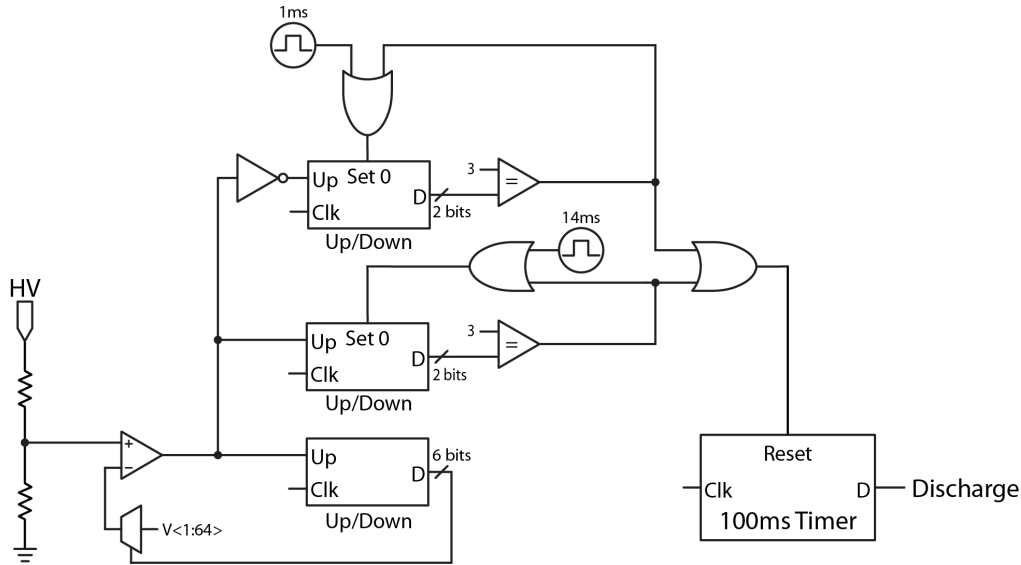 1ms
Up Set 0
D
Clk
2 bits
Up/Down
3
=
14ms
HV
Up Set 0
D
Clk
2 bits
Up/Down
3
=
+
−
Up
D
Clk
6 bits
Up/Down
V<1:64>
Reset
Clk
D
100ms Timer
Discharge